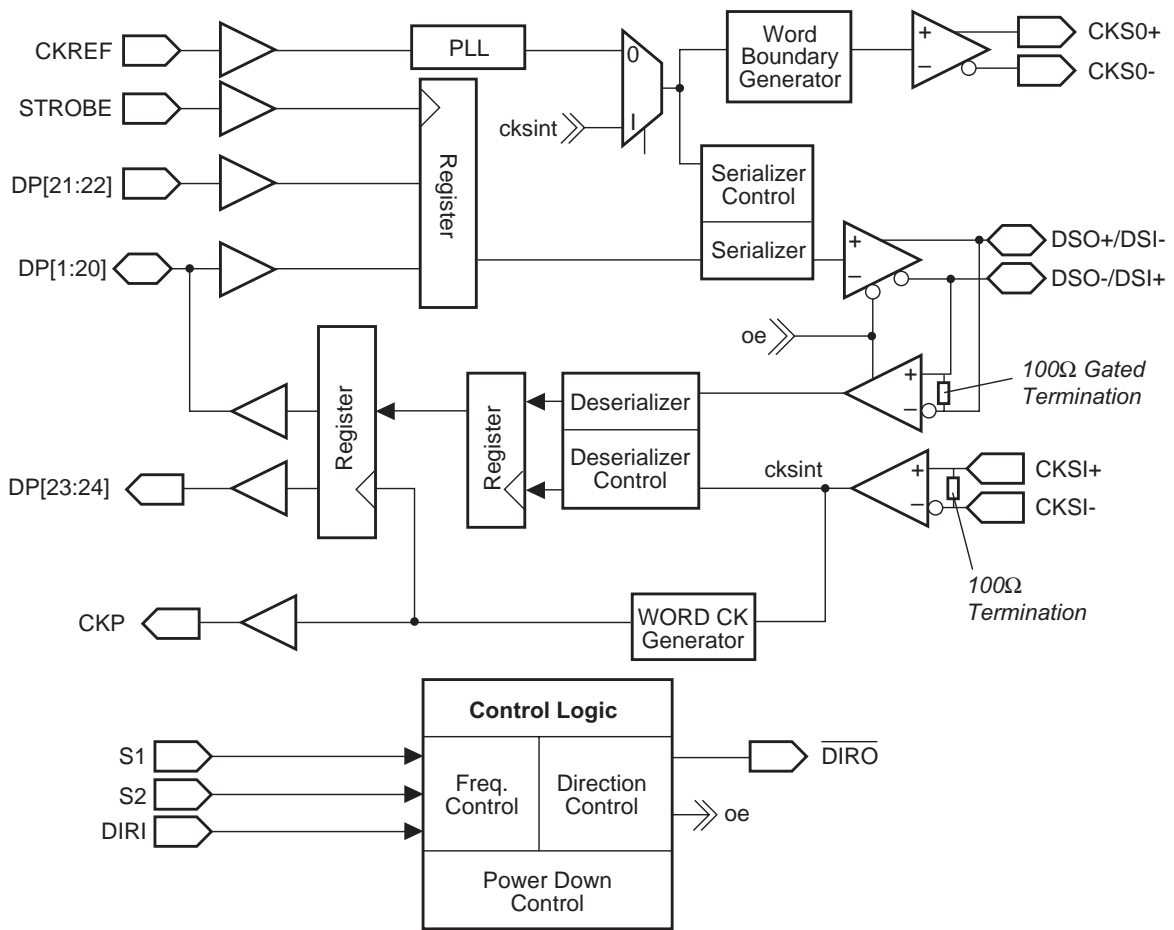 CKREF
PLL
0
Word
Boundary
Generator
+
−
CKS0+
CKS0-
STROBE
cksint
I
Register
DP[21:22]
Serializer
Control
Serializer
DP[1:20]
+
−
DSO+/DSI-
DSO-/DSI+
oe
+
−
100Ω Gated
Termination
Register
Register
Deserializer
Deserializer
Control
DP[23:24]
cksint
+
−
CKSI+
CKSI-
100Ω
Termination
CKP
WORD CK
Generator
Control Logic
S1
S2
DIRI
Freq.
Control
Direction
Control
DIRO
oe
Power Down
Control